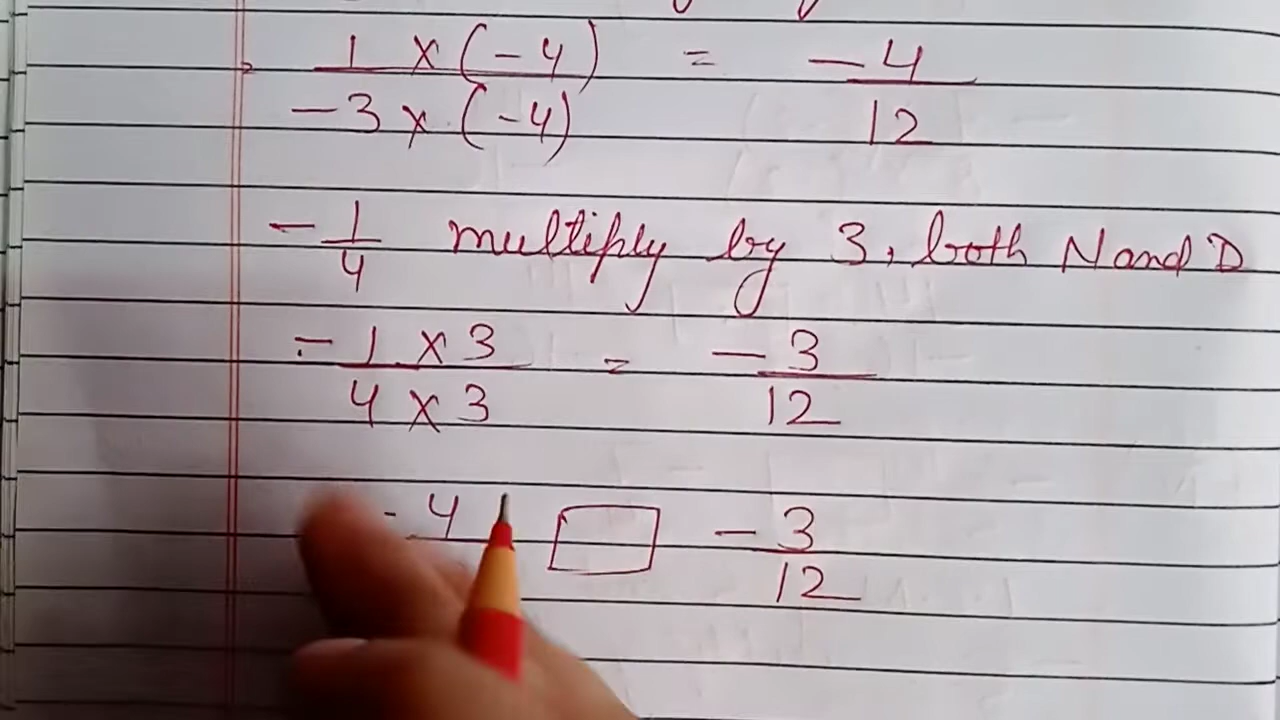 1 × (-4) = -4
-3 × (-4) 12
-1 multiply by 3, both N and D
4
-1 × 3 = -3
4 × 3 12
-4 □ -3
12